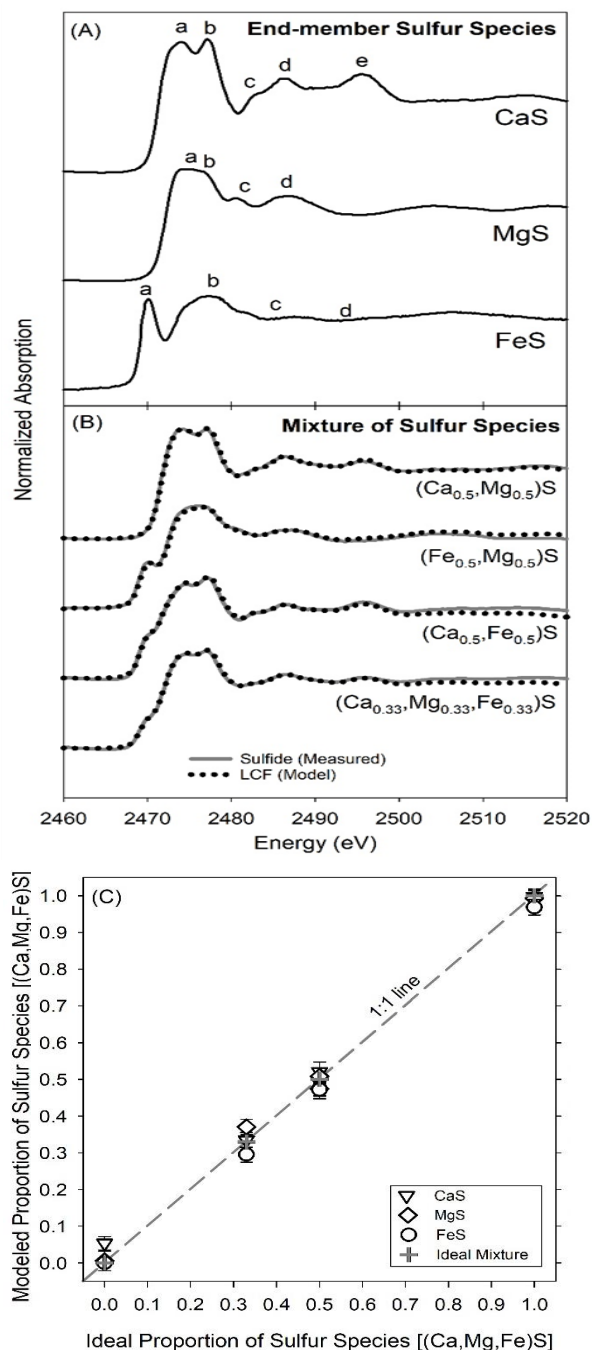 (A) End-member Sulfur Species
a b c d e
CaS
a b c d
MgS
a b c d
FeS
Normalized Absorption
(B) Mixture of Sulfur Species
(Ca0.5,Mg0.5)S
(Fe0.5,Mg0.5)S
(Ca0.5,Fe0.5)S
(Ca0.33,Mg0.33,Fe0.33)S
Sulfide (Measured)
LCF (Model)
2460 2470 2480 2490 2500 2510 2520
Energy (eV)
(C)
Modeled Proportion of Sulfur Species [(Ca,Mg,Fe)S]
1.0
0.9
0.8
0.7
0.6
0.5
0.4
0.3
0.2
0.1
0.0
1:1 line
CaS
MgS
FeS
Ideal Mixture
0.0 0.1 0.2 0.3 0.4 0.5 0.6 0.7 0.8 0.9 1.0
Ideal Proportion of Sulfur Species [(Ca,Mg,Fe)S]